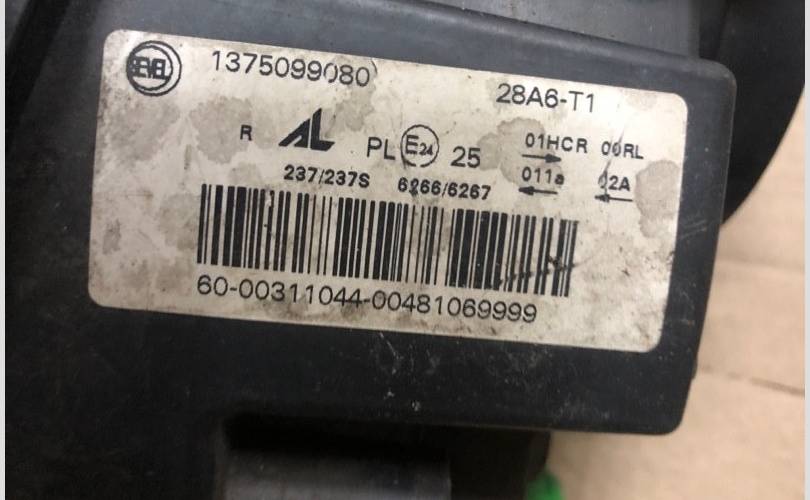 SEVEL
1375099080
28A6-T1
R AL PL E24 25
01HCR 00RL
011a 02A
237/237S 6266/6267
60-00311044-00481069999